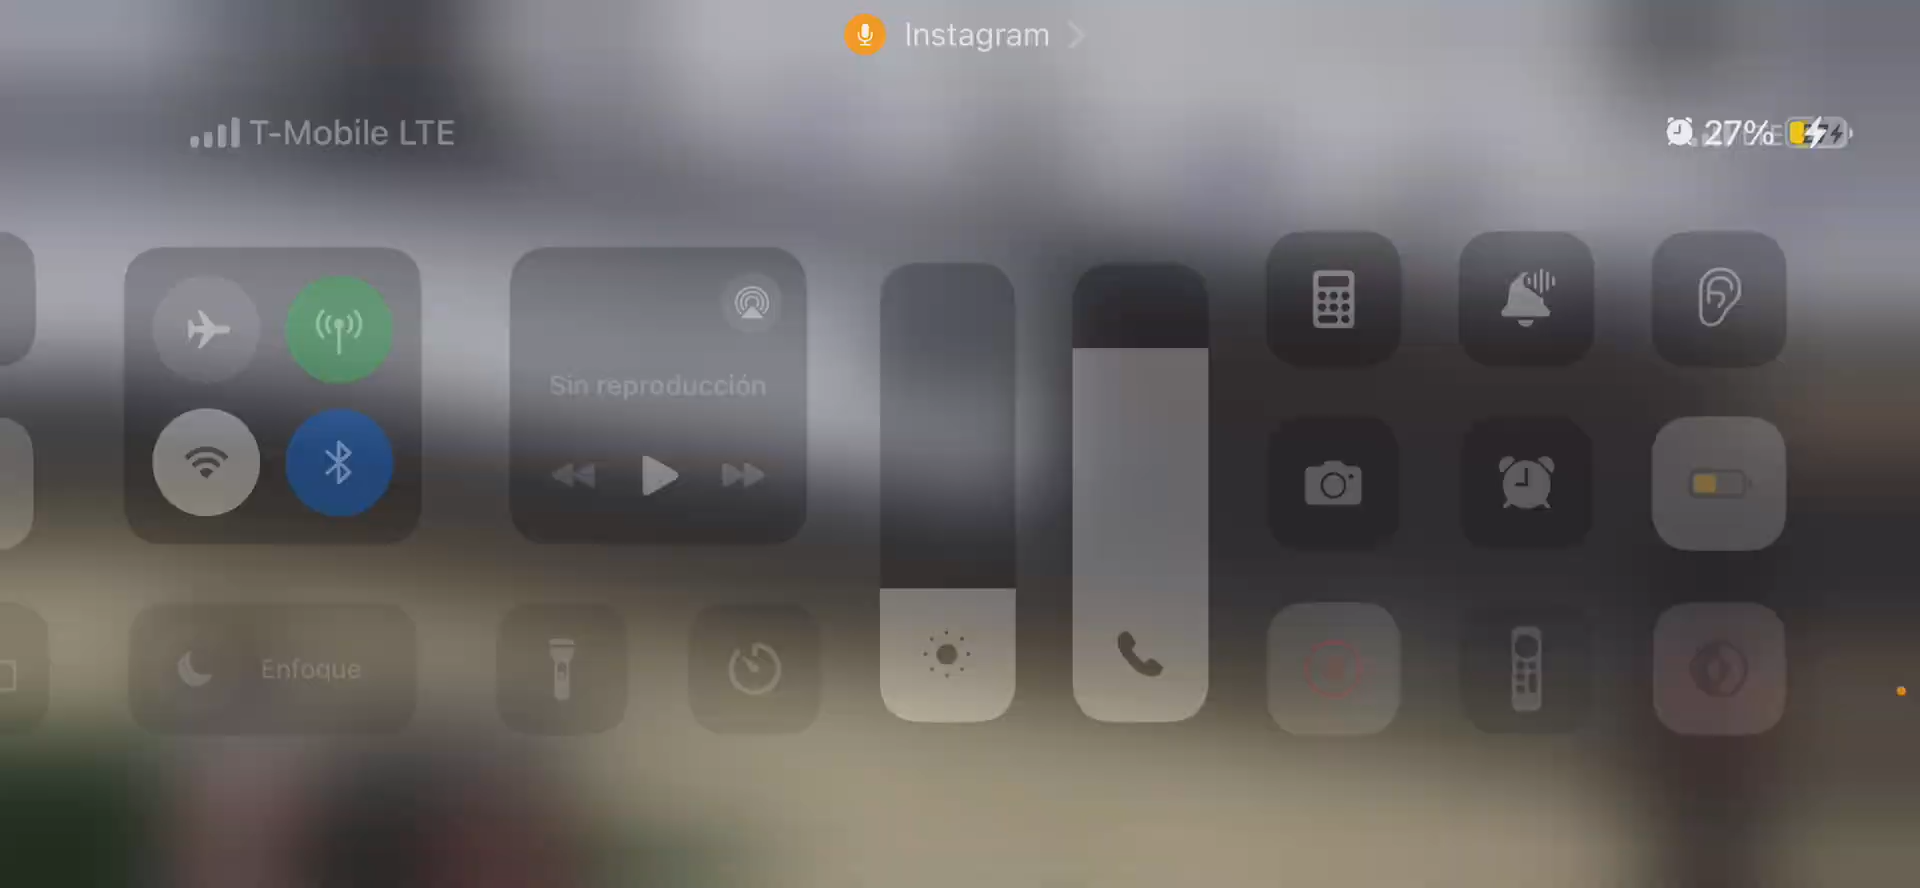 Instagram
T-Mobile LTE
27%
Sin reproducción
Enfoque